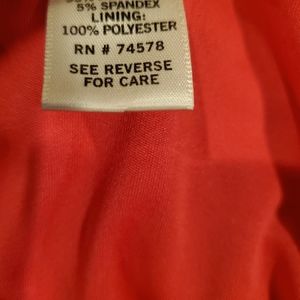 5% SPANDEX
LINING:
100% POLYESTER
RN # 74578
SEE REVERSE
FOR CARE